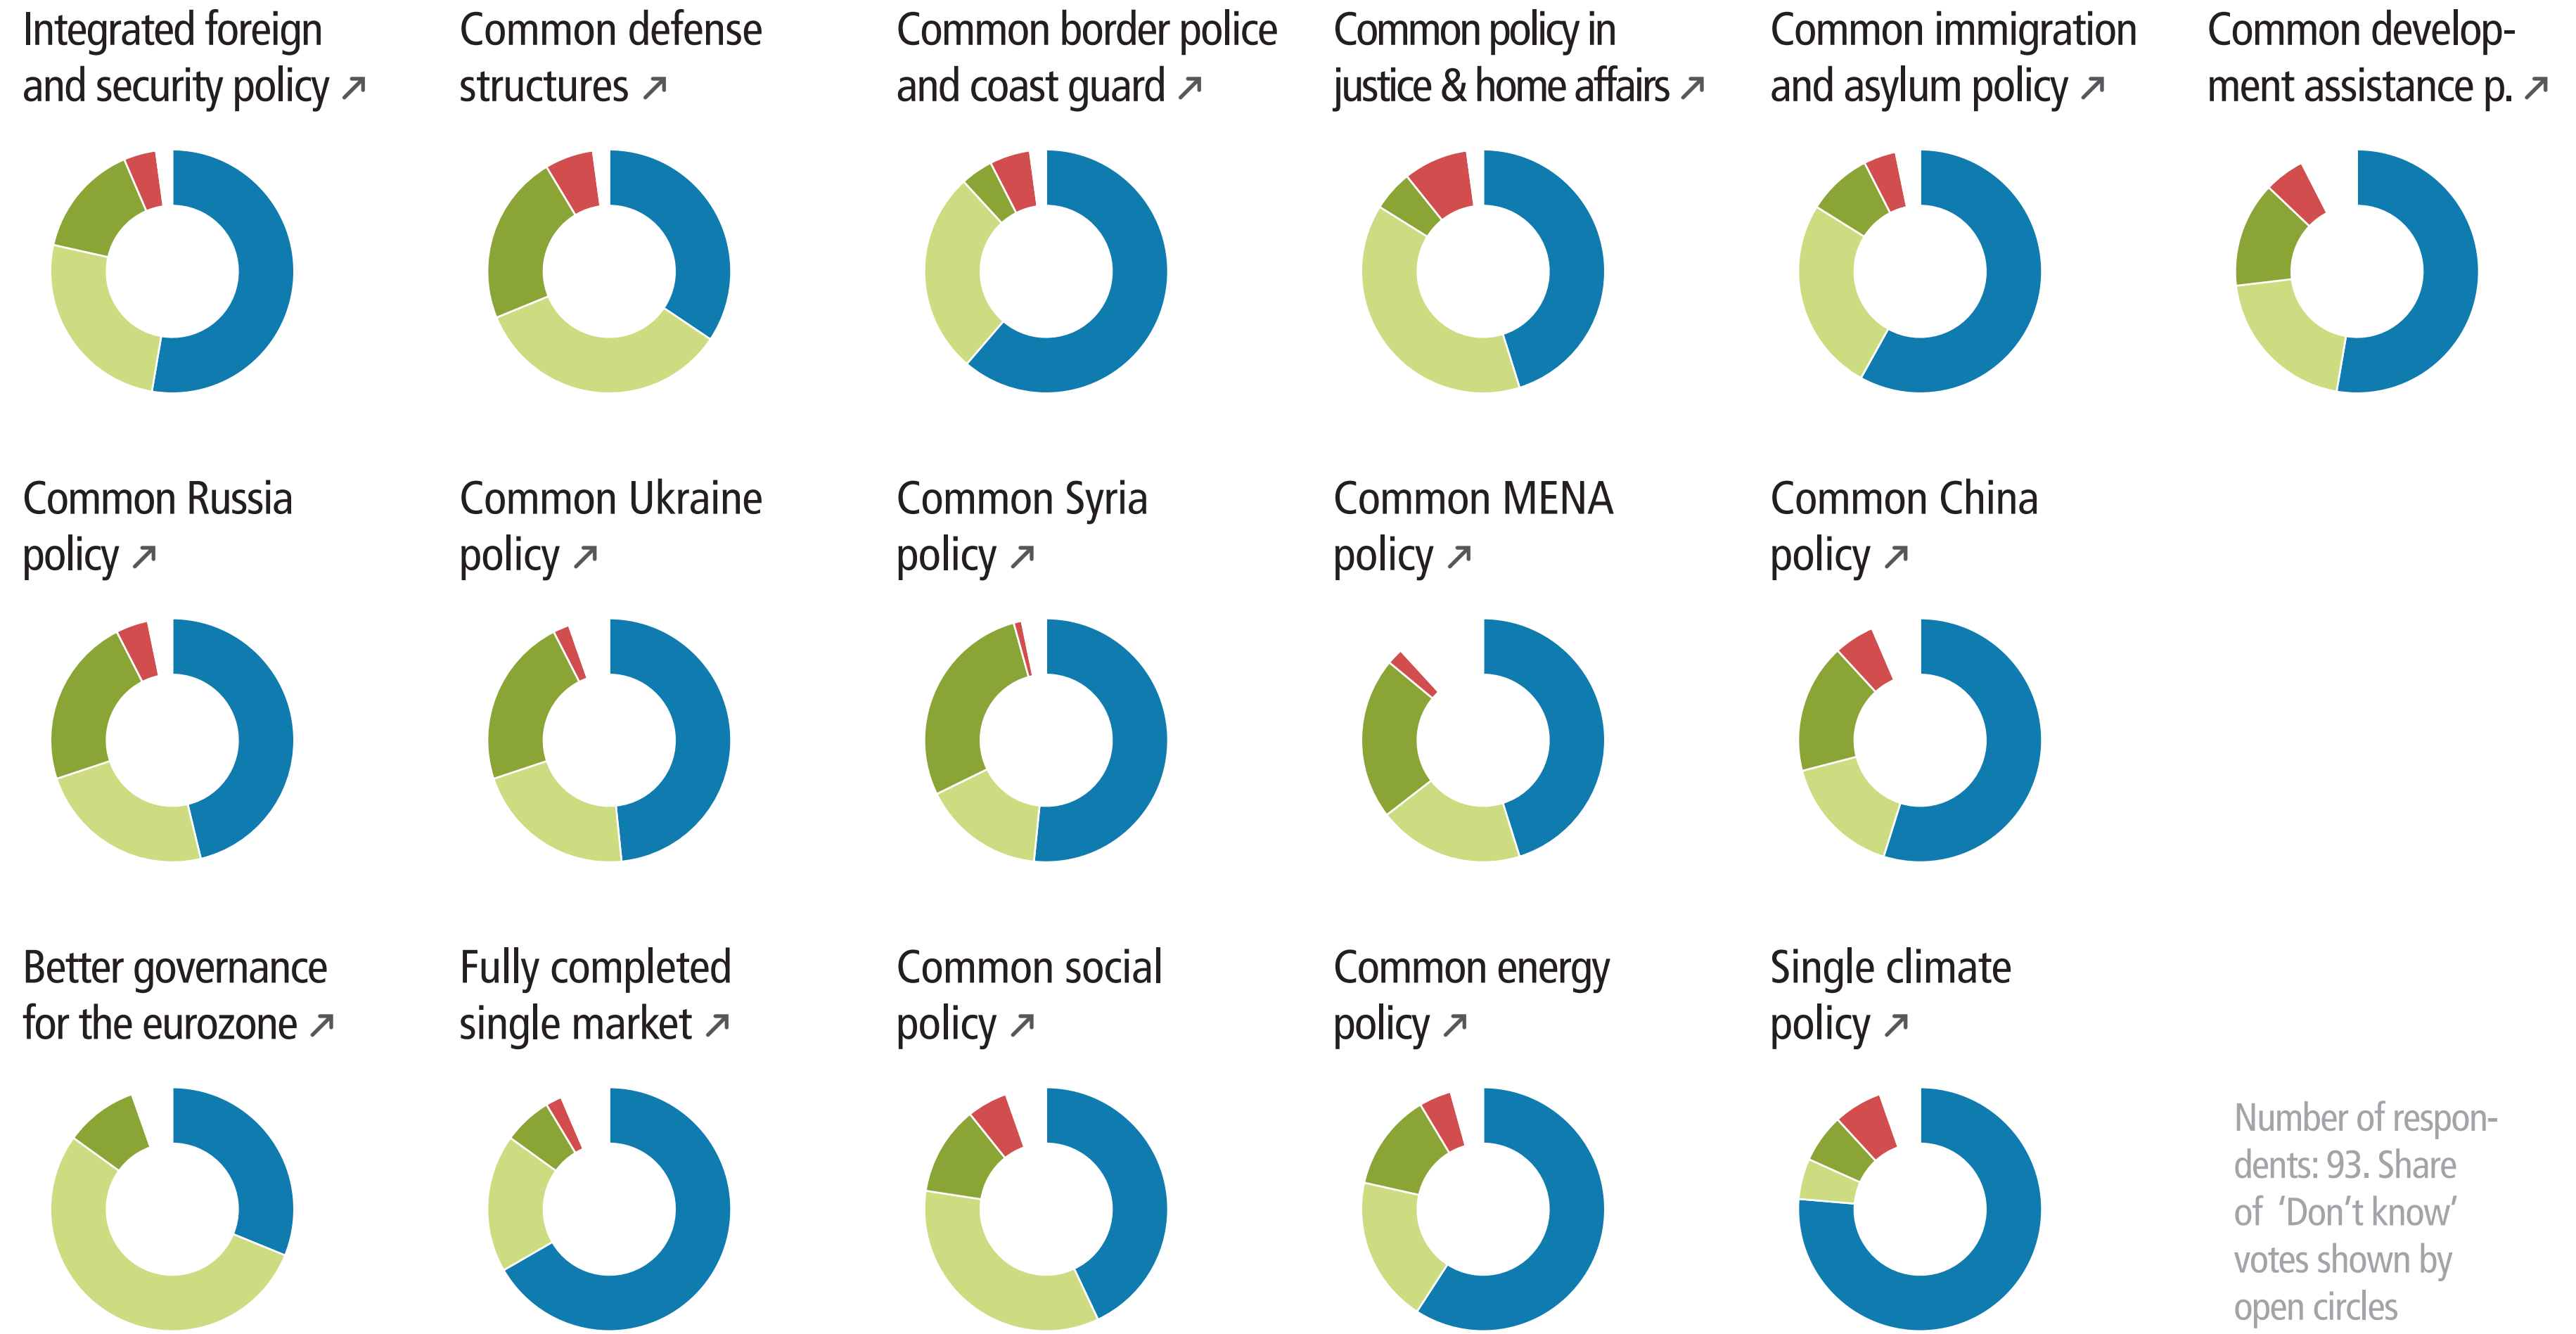 Integrated foreign
and security policy ↗
Common defense
structures ↗
Common border police
and coast guard ↗
Common policy in
justice & home affairs ↗
Common immigration
and asylum policy ↗
Common develop-
ment assistance p. ↗
Common Russia
policy ↗
Common Ukraine
policy ↗
Common Syria
policy ↗
Common MENA
policy ↗
Common China
policy ↗
Better governance
for the eurozone ↗
Fully completed
single market ↗
Common social
policy ↗
Common energy
policy ↗
Single climate
policy ↗
Number of respon-
dents: 93. Share
of ‘Don‘t know’
votes shown by
open circles